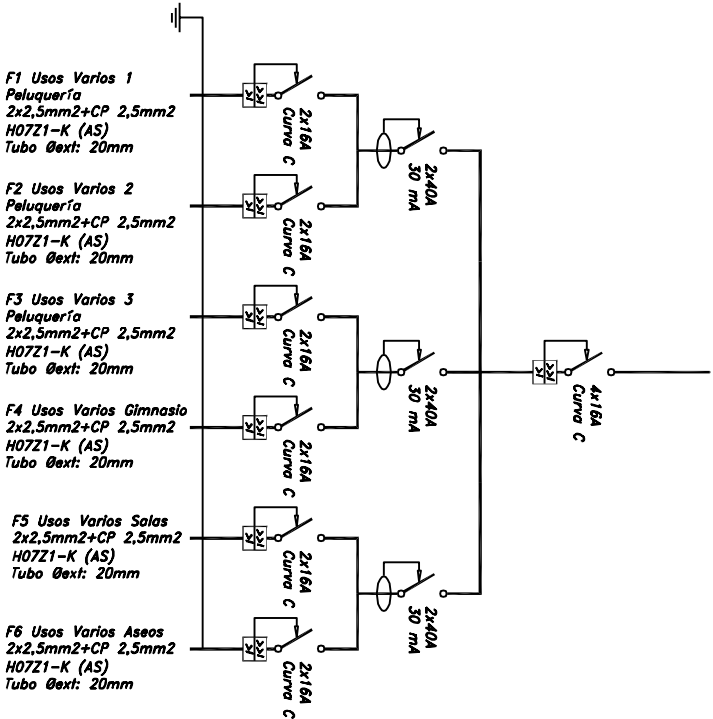 F1 Usos Varios 1
Peluquería
2x2,5mm2+CP 2,5mm2
H07Z1-K (AS)
Tubo Øext: 20mm
2x16A
Curva C
F2 Usos Varios 2
Peluquería
2x2,5mm2+CP 2,5mm2
H07Z1-K (AS)
Tubo Øext: 20mm
2x16A
Curva C
2x40A
30 mA
F3 Usos Varios 3
Peluquería
2x2,5mm2+CP 2,5mm2
H07Z1-K (AS)
Tubo Øext: 20mm
2x16A
Curva C
F4 Usos Varios Gimnasio
2x2,5mm2+CP 2,5mm2
H07Z1-K (AS)
Tubo Øext: 20mm
2x16A
Curva C
2x40A
30 mA
4x16A
Curva C
F5 Usos Varios Salas
2x2,5mm2+CP 2,5mm2
H07Z1-K (AS)
Tubo Øext: 20mm
2x16A
Curva C
F6 Usos Varios Aseos
2x2,5mm2+CP 2,5mm2
H07Z1-K (AS)
Tubo Øext: 20mm
2x16A
Curva C
2x40A
30 mA